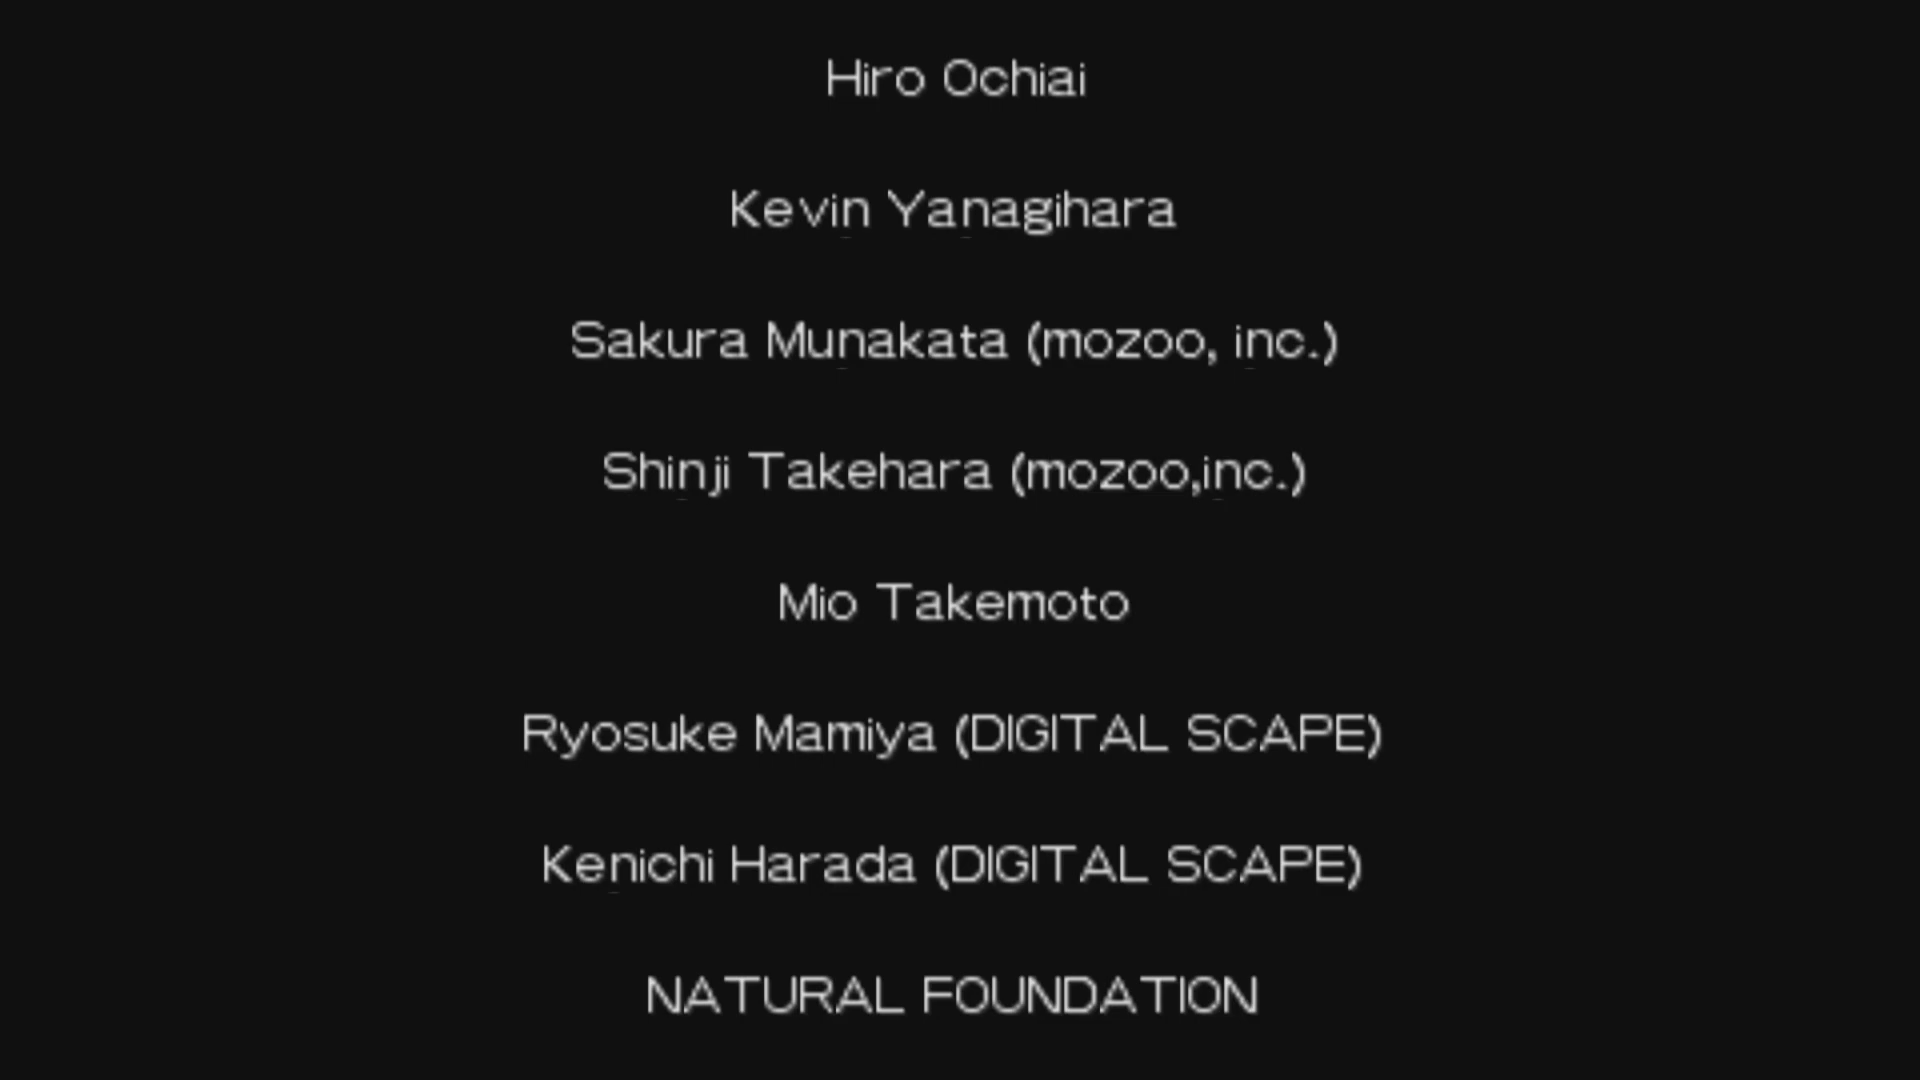 Hiro Ochiai
Kevin Yanagihara
Sakura Munakata (mozoo, inc.)
Shinji Takehara (mozoo,inc.)
Mio Takemoto
Ryosuke Mamiya (DIGITAL SCAPE)
Kenichi Harada (DIGITAL SCAPE)
NATURAL FOUNDATION